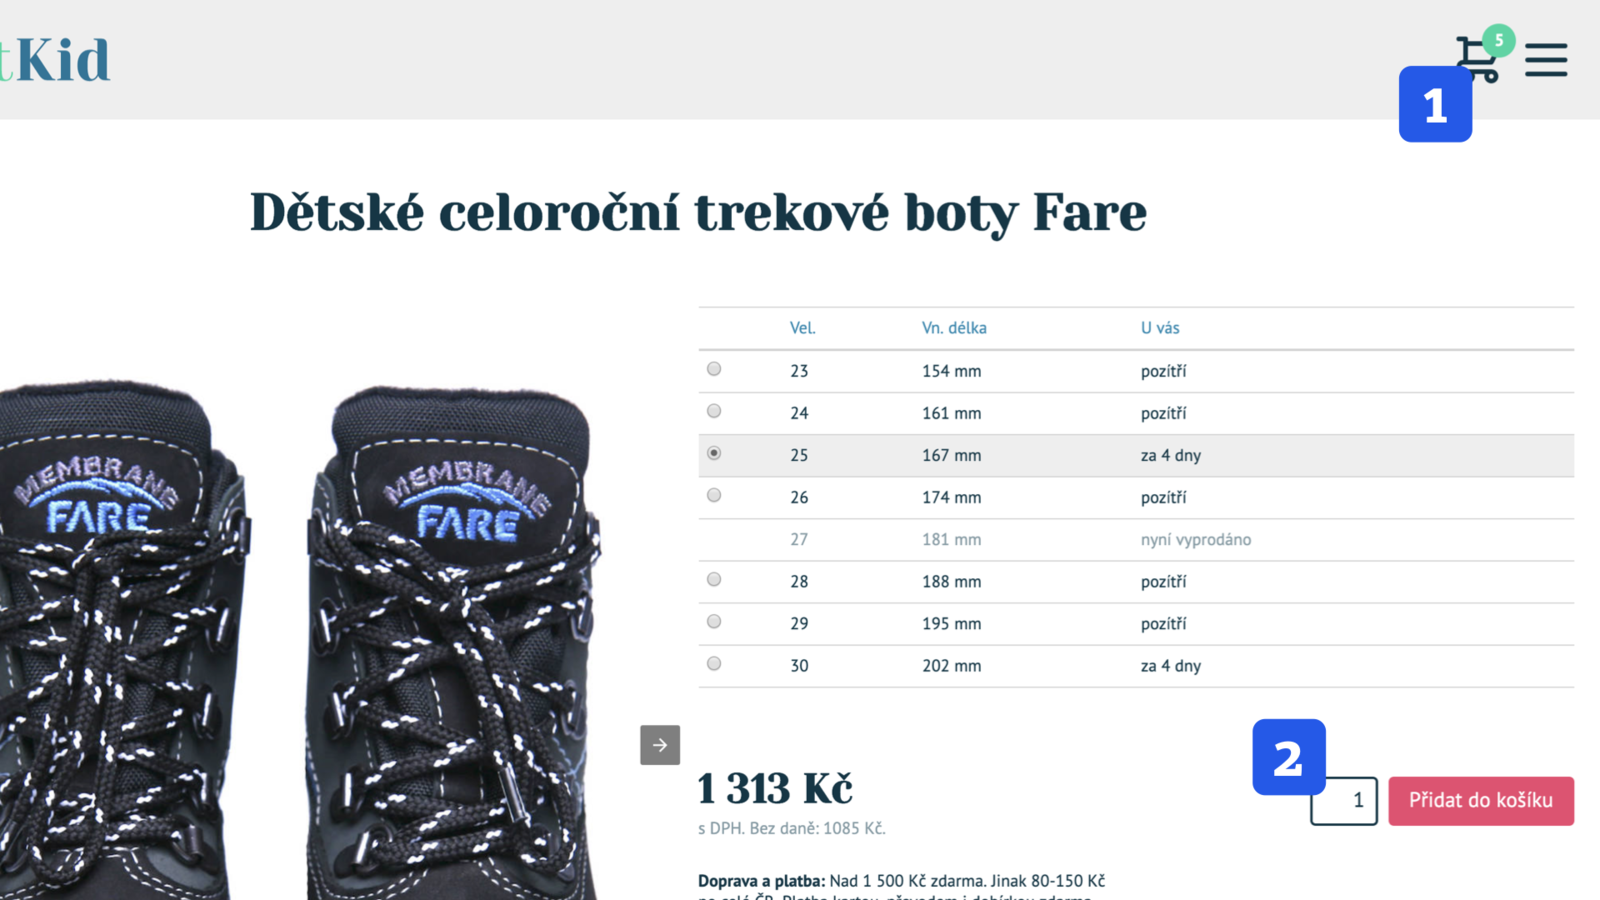 tKid
5
1
Dětské celoroční trekové boty Fare
Vel. Vn. délka U vás
23 154 mm pozítří
24 161 mm pozítří
25 167 mm za 4 dny
26 174 mm pozítří
27 181 mm nyní vyprodáno
28 188 mm pozítří
29 195 mm pozítří
30 202 mm za 4 dny
MEMBRANE
FARE
MEMBRANE
FARE
2
1 313 Kč
1 Přidat do košíku
s DPH. Bez daně: 1085 Kč.
Doprava a platba: Nad 1 500 Kč zdarma. Jinak 80-150 Kč